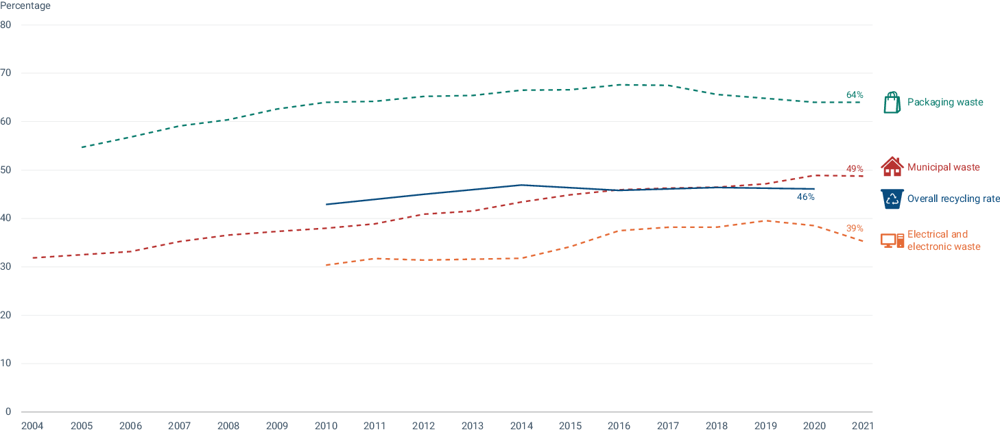 Percentage
80
70
64%
Packaging waste
60
50
49%
Municipal waste
46%
Overall recycling rate
40
39%
Electrical and
electronic waste
30
20
10
0
2004 2005 2006 2007 2008 2009 2010 2011 2012 2013 2014 2015 2016 2017 2018 2019 2020 2021